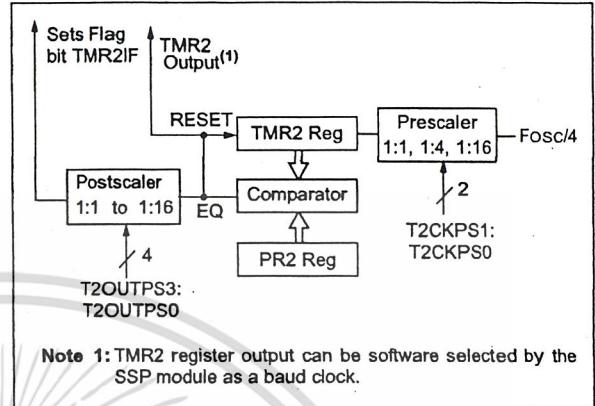 Sets Flag
bit TMR2IF
TMR2
Output(1)
RESET
TMR2 Reg
Prescaler
1:1, 1:4, 1:16
Fosc/4
Postscaler
1:1 to 1:16
EQ
Comparator
2
T2CKPS1:
T2CKPS0
4
PR2 Reg
T2OUTPS3:
T2OUTPS0
Note 1: TMR2 register output can be software selected by the
SSP module as a baud clock.